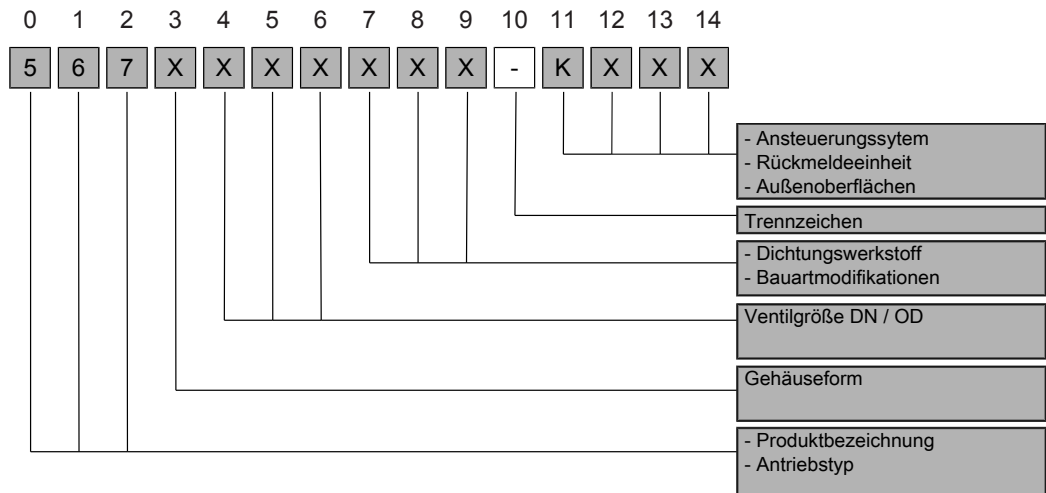 0 1 2 3 4 5 6 7 8 9 10 11 12 13 14
5 6 7 X X X X X X X - K X X X
- Ansteuerungssytem
- Rückmeldeeinheit
- Außenoberflächen
Trennzeichen
- Dichtungswerkstoff
- Bauartmodifikationen
Ventilgröße DN / OD
Gehäuseform
- Produktbezeichnung
- Antriebstyp